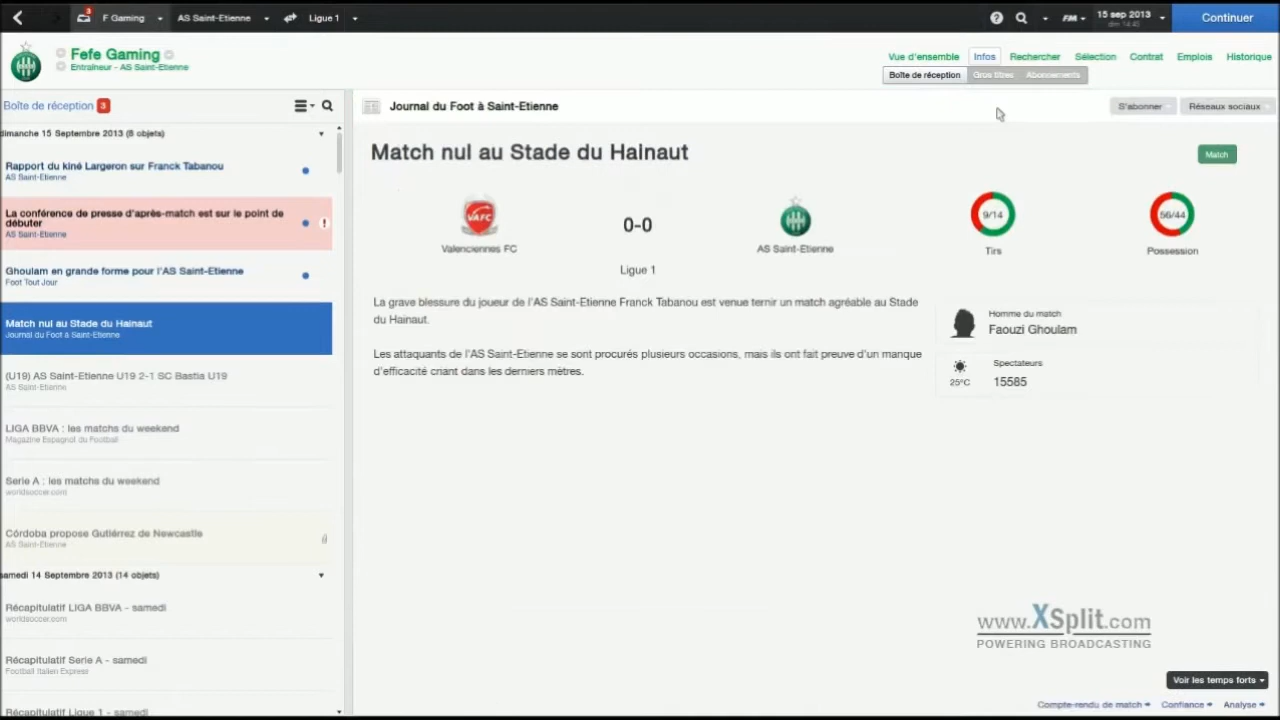 3
F Gaming
AS Saint-Etienne
Ligue 1
FM
15 sep 2013
dim 14:45
Continuer
Fefe Gaming
Entraîneur - AS Saint-Etienne
Vue d'ensemble
Infos
Rechercher
Sélection
Contrat
Emplois
Historique
Boîte de réception
Gros titres
Abonnements
Boîte de réception 3
Journal du Foot à Saint-Etienne
S'abonner
Réseaux sociaux
dimanche 15 Septembre 2013 (8 objets)
Rapport du kiné Largeron sur Franck Tabanou
AS Saint-Etienne
La conférence de presse d'après-match est sur le point de
débuter
AS Saint-Etienne
Ghoulam en grande forme pour l'AS Saint-Etienne
Foot Tout Jour
Match nul au Stade du Hainaut
Journal du Foot à Saint-Etienne
(U19) AS Saint-Etienne U19 2-1 SC Bastia U19
AS Saint-Etienne
LIGA BBVA : les matchs du weekend
Magazine Espagnol du Football
Serie A : les matchs du weekend
worldsoccer.com
Córdoba propose Gutiérrez de Newcastle
AS Saint-Etienne
samedi 14 Septembre 2013 (14 objets)
Récapitulatif LIGA BBVA - samedi
worldsoccer.com
Récapitulatif Serie A - samedi
Football Italien Express
Récapitulatif Ligue 1 - samedi
Match nul au Stade du Hainaut
Match
VAFC
Valenciennes FC
0-0
AS Saint-Etienne
Ligue 1
9/14
Tirs
56/44
Possession
La grave blessure du joueur de l'AS Saint-Etienne Franck Tabanou est venue ternir un match agréable au Stade
du Hainaut.
Les attaquants de l'AS Saint-Etienne se sont procurés plusieurs occasions, mais ils ont fait preuve d'un manque
d'efficacité criant dans les derniers mètres.
Homme du match
Faouzi Ghoulam
25°C
Spectateurs
15585
www.XSplit.com
POWERING BROADCASTING
Voir les temps forts
Compte-rendu de match
Confiance
Analyse